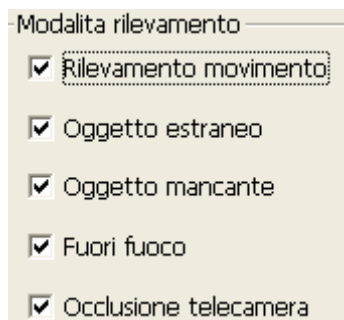 Modalita rilevamento
Rilevamento movimento
Oggetto estraneo
Oggetto mancante
Fuori fuoco
Occlusione telecamera